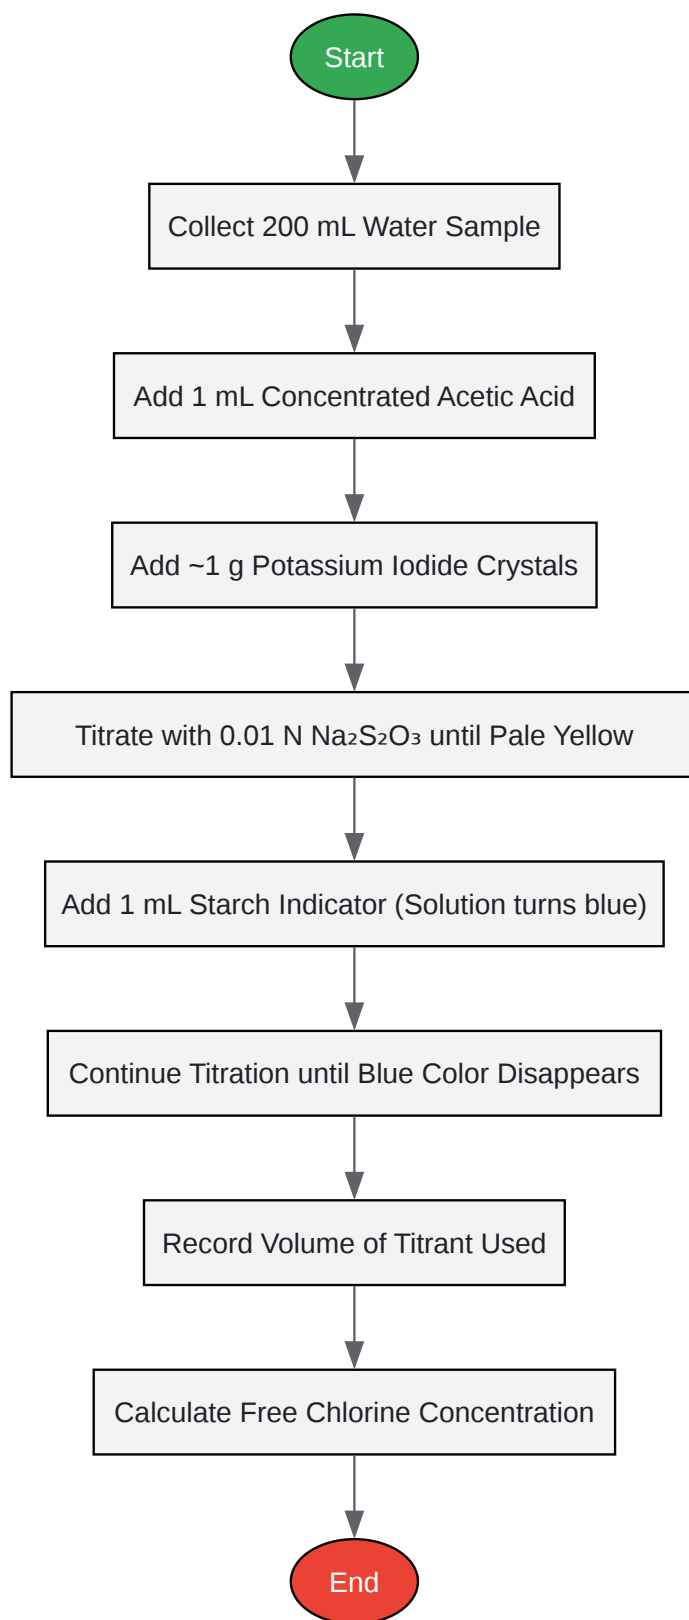 Start
Collect 200 mL Water Sample
Add 1 mL Concentrated Acetic Acid
Add ~1 g Potassium Iodide Crystals
Titrate with 0.01 N Na₂S₂O₃ until Pale Yellow
Add 1 mL Starch Indicator (Solution turns blue)
Continue Titration until Blue Color Disappears
Record Volume of Titrant Used
Calculate Free Chlorine Concentration
End